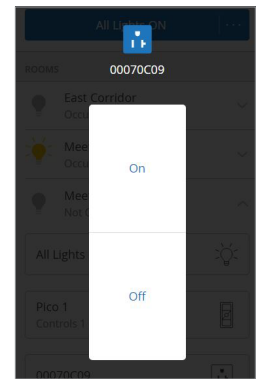 All Lights ON
ROOMS
00070C09
East Corridor
Occu
Mee
Occu
Mee
Not
On
All Lights
Off
Pico 1
Controls 1
00070C09